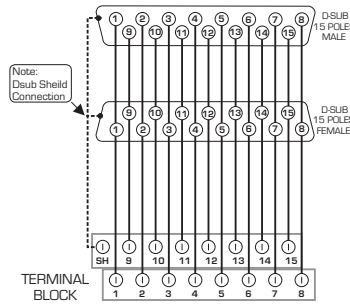 1 2 3 4 5 6 7 8
D-SUB
15 POLES
MALE
9 10 11 12 13 14 15
Note:
Dsub Sheild
Connection
9 10 11 12 13 14 15
D-SUB
15 POLES
FEMALE
1 2 3 4 5 6 7 8
SH 9 10 11 12 13 14 15
TERMINAL
BLOCK
1 2 3 4 5 6 7 8